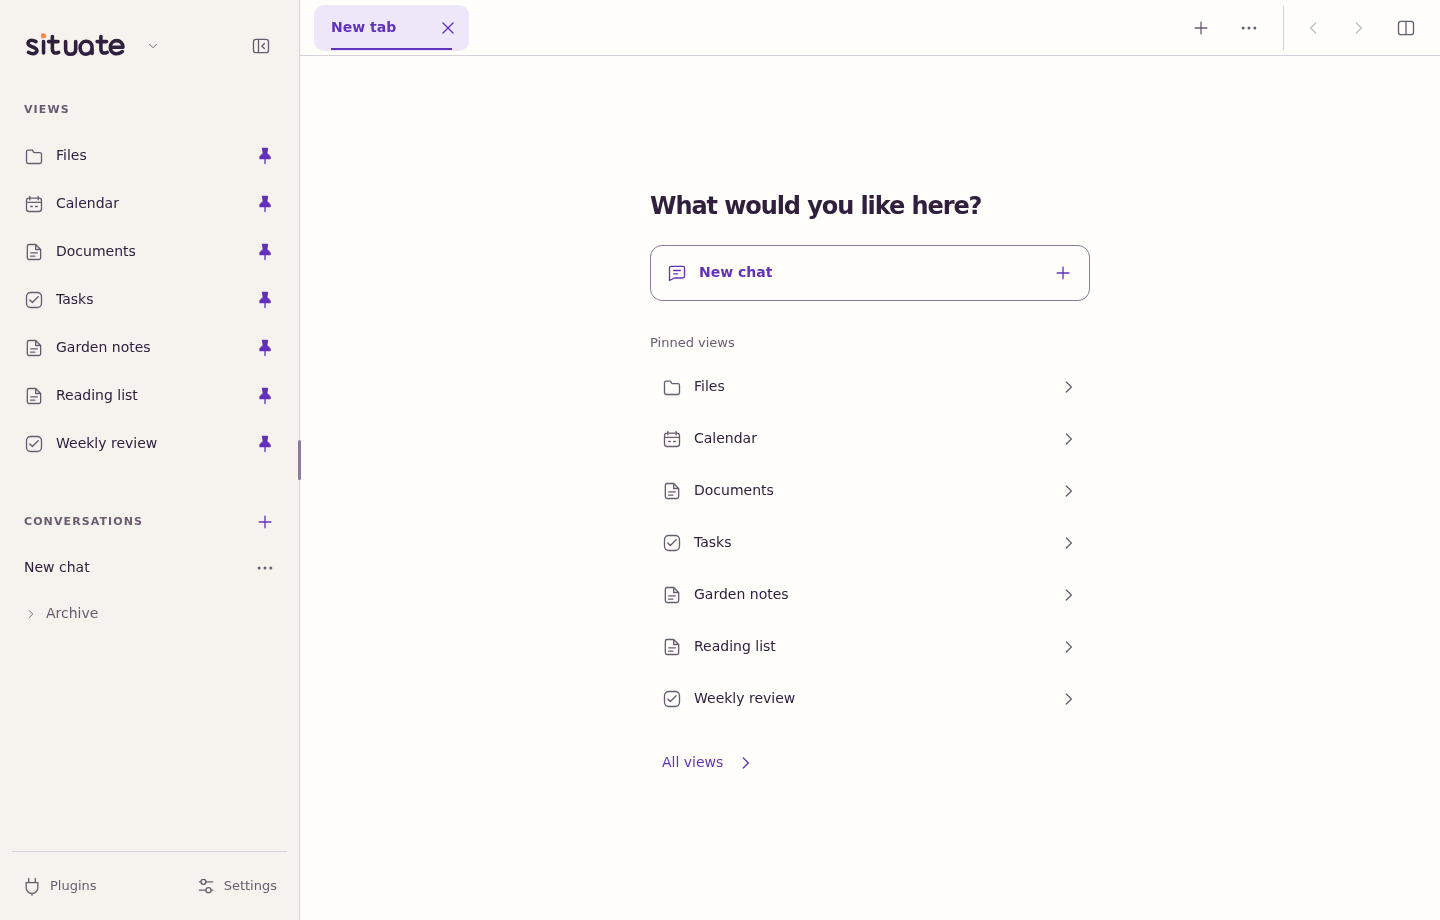 situate
New tab
VIEWS
Files
Calendar
Documents
Tasks
Garden notes
Reading list
Weekly review
CONVERSATIONS
New chat
Archive
Plugins
Settings
What would you like here?
New chat
Pinned views
Files
Calendar
Documents
Tasks
Garden notes
Reading list
Weekly review
All views